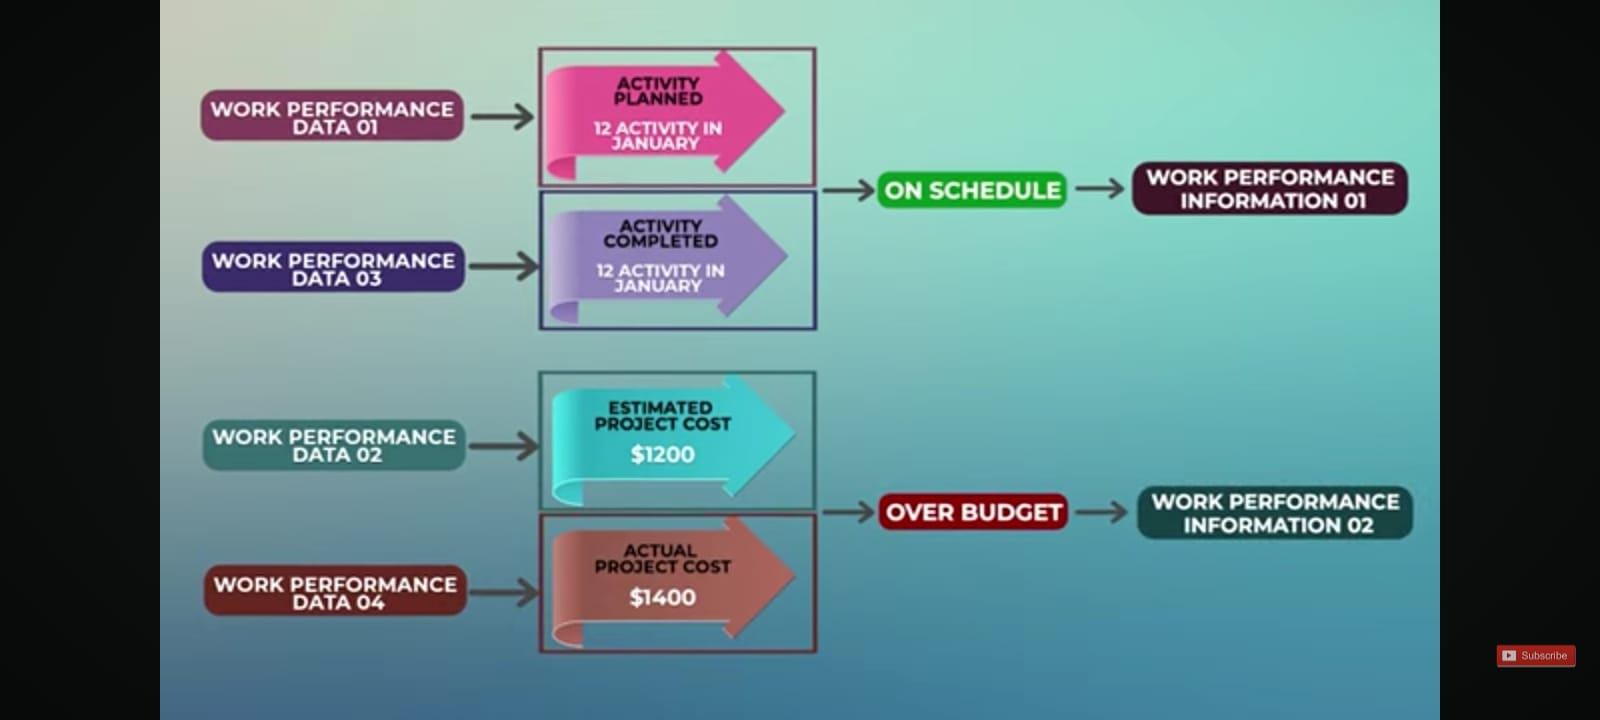 WORK PERFORMANCE
DATA 01
ACTIVITY
PLANNED
12 ACTIVITY IN
JANUARY
WORK PERFORMANCE
DATA 03
ACTIVITY
COMPLETED
12 ACTIVITY IN
JANUARY
ON SCHEDULE
WORK PERFORMANCE
INFORMATION 01
WORK PERFORMANCE
DATA 02
ESTIMATED
PROJECT COST
$1200
WORK PERFORMANCE
DATA 04
ACTUAL
PROJECT COST
$1400
OVER BUDGET
WORK PERFORMANCE
INFORMATION 02
Subscribe